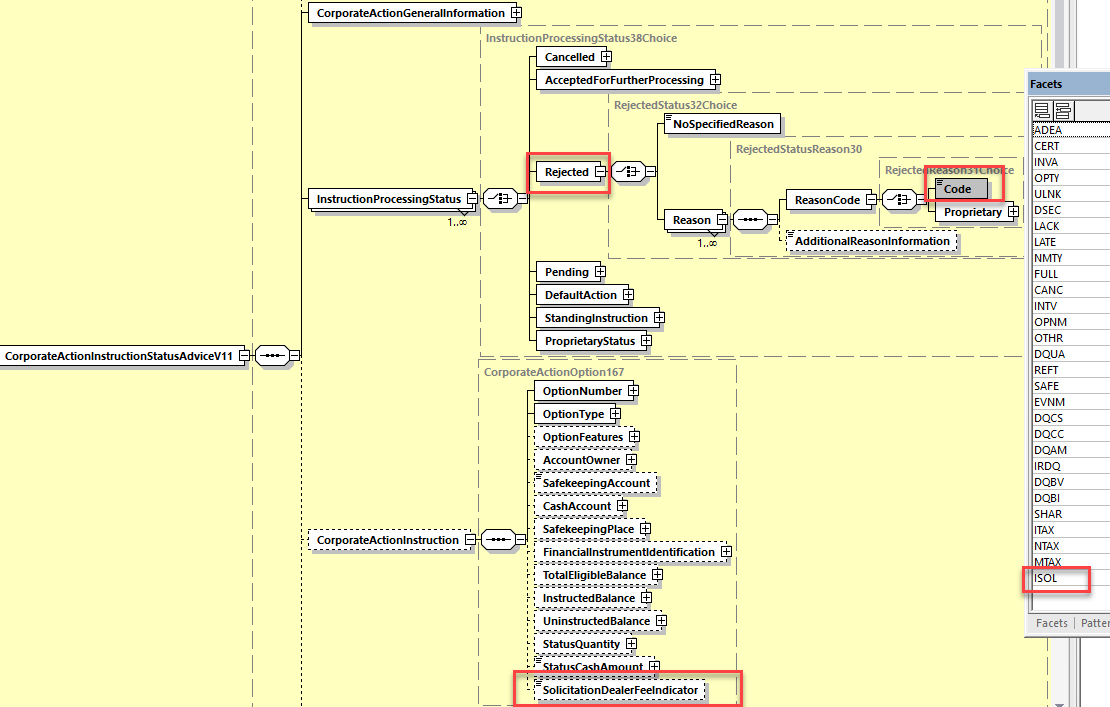 CorporateActionGeneralInformation
InstructionProcessingStatus38Choice
Cancelled
AcceptedForFurtherProcessing
RejectedStatus32Choice
NoSpecifiedReason
RejectedStatusReason30
RejectedReason31Choice
Rejected
Code
ReasonCode
Proprietary
InstructionProcessingStatus
1..∞
Reason
1..∞
AdditionalReasonInformation
Pending
DefaultAction
StandingInstruction
ProprietaryStatus
CorporateActionInstructionStatusAdviceV11
CorporateActionOption167
OptionNumber
OptionType
OptionFeatures
AccountOwner
SafekeepingAccount
CashAccount
SafekeepingPlace
CorporateActionInstruction
FinancialInstrumentIdentification
TotalEligibleBalance
InstructedBalance
UninstructedBalance
StatusQuantity
StatusCashAmount
SolicitationDealerFeeIndicator
Facets
ADEA
CERT
INVA
OPTY
ULNK
DSEC
LACK
LATE
NMTY
FULL
CANC
INTV
OPNM
OTHR
DQUA
REFT
SAFE
EVNM
DQCS
DQCC
DQAM
IRDQ
DQBV
DQBI
SHAR
ITAX
NTAX
MTAX
ISOL
Facets Patter